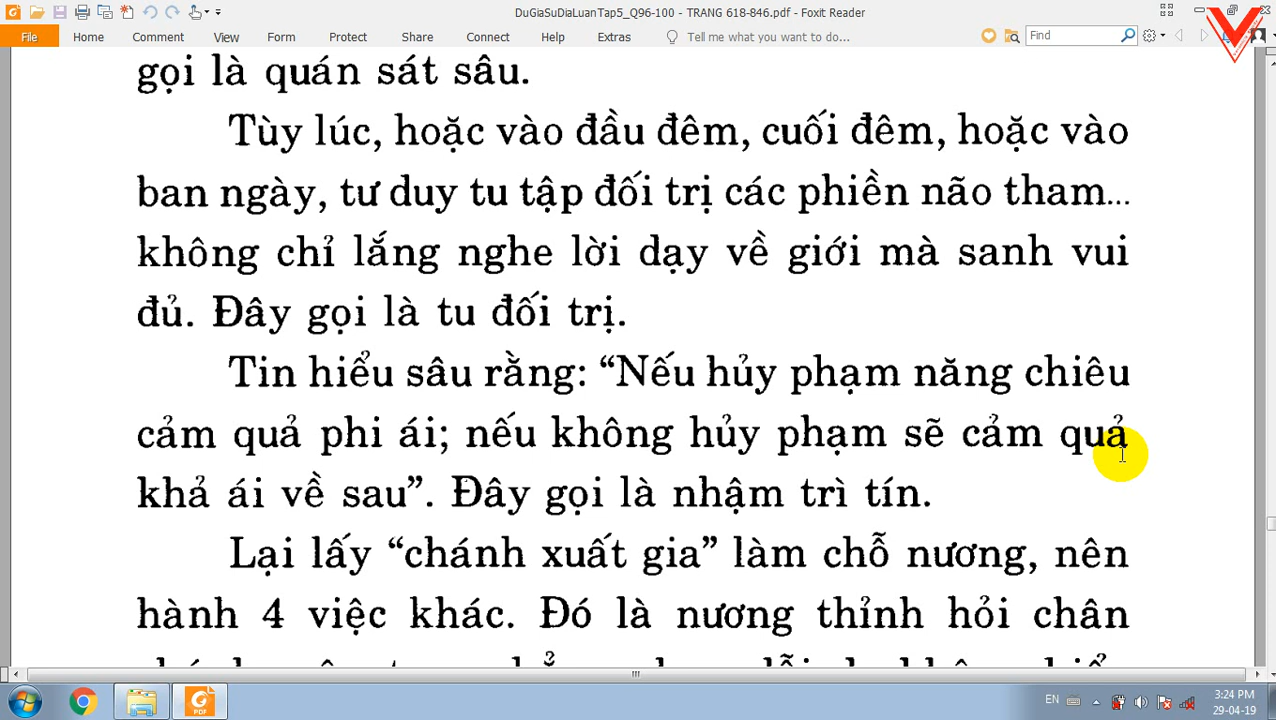 DuGiaSuDiaLuanTap5_Q96-100 - TRANG 618-846.pdf - Foxit Reader
File Home Comment View Form Protect Share Connect Help Extras Tell me what you want to do... Find
gọi là quán sát sâu.
Tùy lúc, hoặc vào đầu đêm, cuối đêm, hoặc vào
ban ngày, tư duy tu tập đối trị các phiền não tham...
không chỉ lắng nghe lời dạy về giới mà sanh vui
đủ. Đây gọi là tu đối trị.
Tin hiểu sâu rằng: “Nếu hủy phạm năng chiêu
cảm quả phi ái; nếu không hủy phạm sẽ cảm quả
khả ái về sau”. Đây gọi là nhậm trì tín.
Lại lấy “chánh xuất gia” làm chỗ nương, nên
hành 4 việc khác. Đó là nương thỉnh hỏi chân
EN 3:24 PM
29-04-19